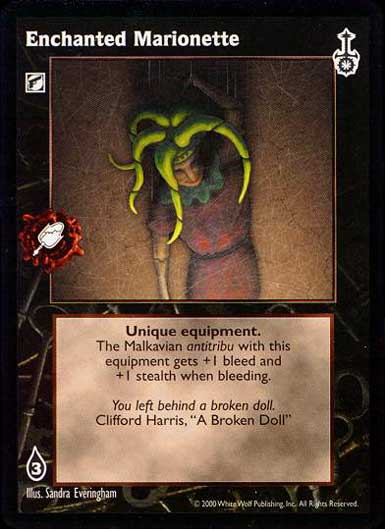 Enchanted Marionette
Unique equipment.
The Malkavian antitribu with this
equipment gets +1 bleed and
+1 stealth when bleeding.
You left behind a broken doll.
Clifford Harris, "A Broken Doll"
3
Illus. Sandra Everingham
© 2000 White Wolf Publishing, Inc. All Rights Reserved.